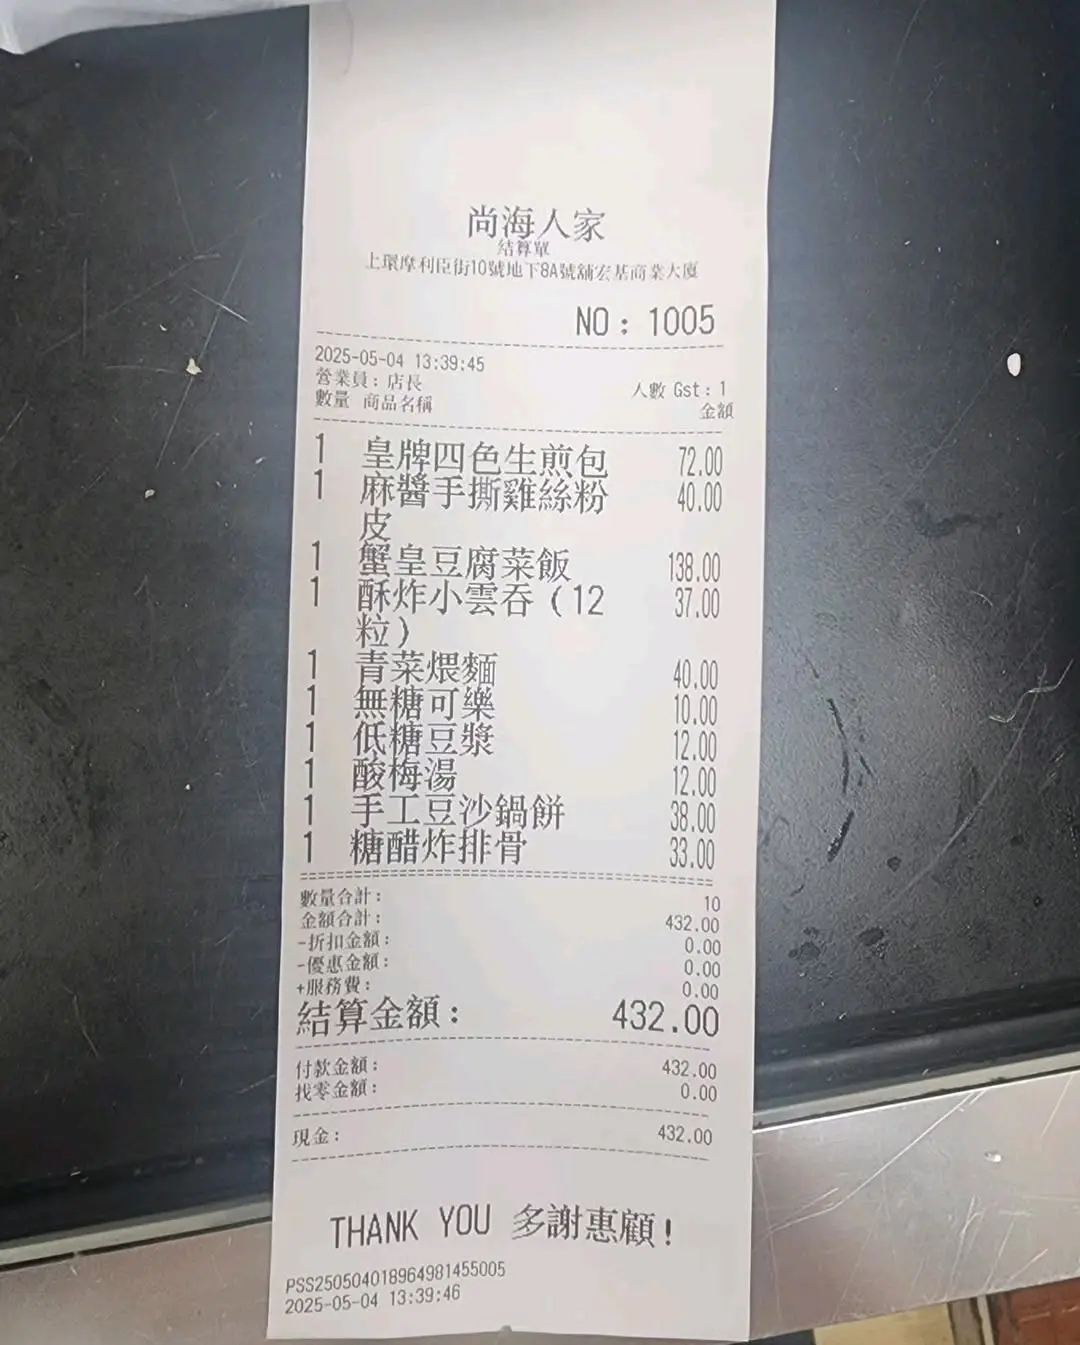 尚海人家
結算單
上環摩利臣街10號地下8A號舖宏基商業大廈
NO：1005
2025-05-04 13:39:45
營業員：店長 人數 Gst：1
數量 商品名稱 金額
1 皇牌四色生煎包 72.00
1 麻醬手撕雞絲粉 40.00
皮
1 蟹皇豆腐菜飯 138.00
1 酥炸小雲吞（12 37.00
粒）
1 青菜煨麵 40.00
1 無糖可樂 10.00
1 低糖豆漿 12.00
1 酸梅湯 12.00
1 手工豆沙鍋餅 38.00
1 糖醋炸排骨 33.00
數量合計： 10
金額合計： 432.00
-折扣金額： 0.00
-優惠金額： 0.00
+服務費： 0.00
結算金額： 432.00
付款金額： 432.00
找零金額： 0.00
現金： 432.00
THANK YOU 多謝惠顧！
PSS250504018964981455005
2025-05-04 13:39:46